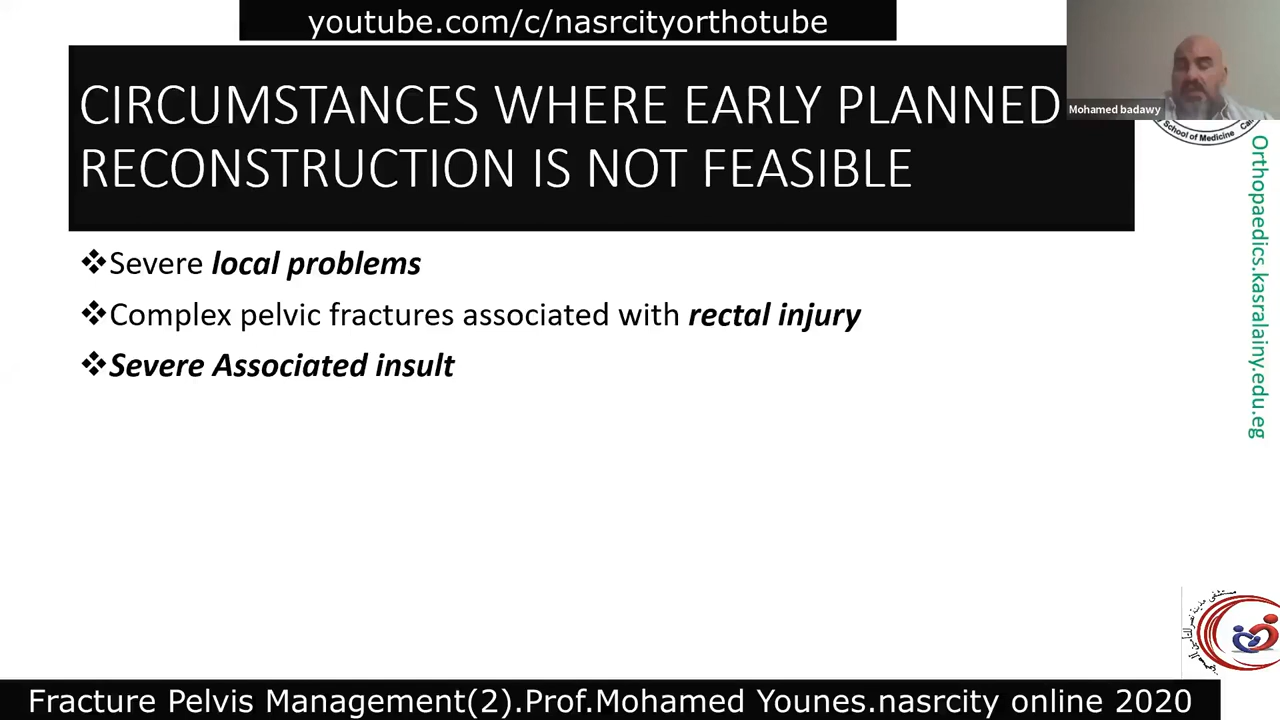 youtube.com/c/nasrcityorthotube
CIRCUMSTANCES WHERE EARLY PLANNED
RECONSTRUCTION IS NOT FEASIBLE
Mohamed badawy
School of Medicine
Orthopaedics.kasralainy.edu.eg
❖Severe local problems
❖Complex pelvic fractures associated with rectal injury
❖Severe Associated insult
Fracture Pelvis Management(2).Prof.Mohamed Younes.nasrcity online 2020